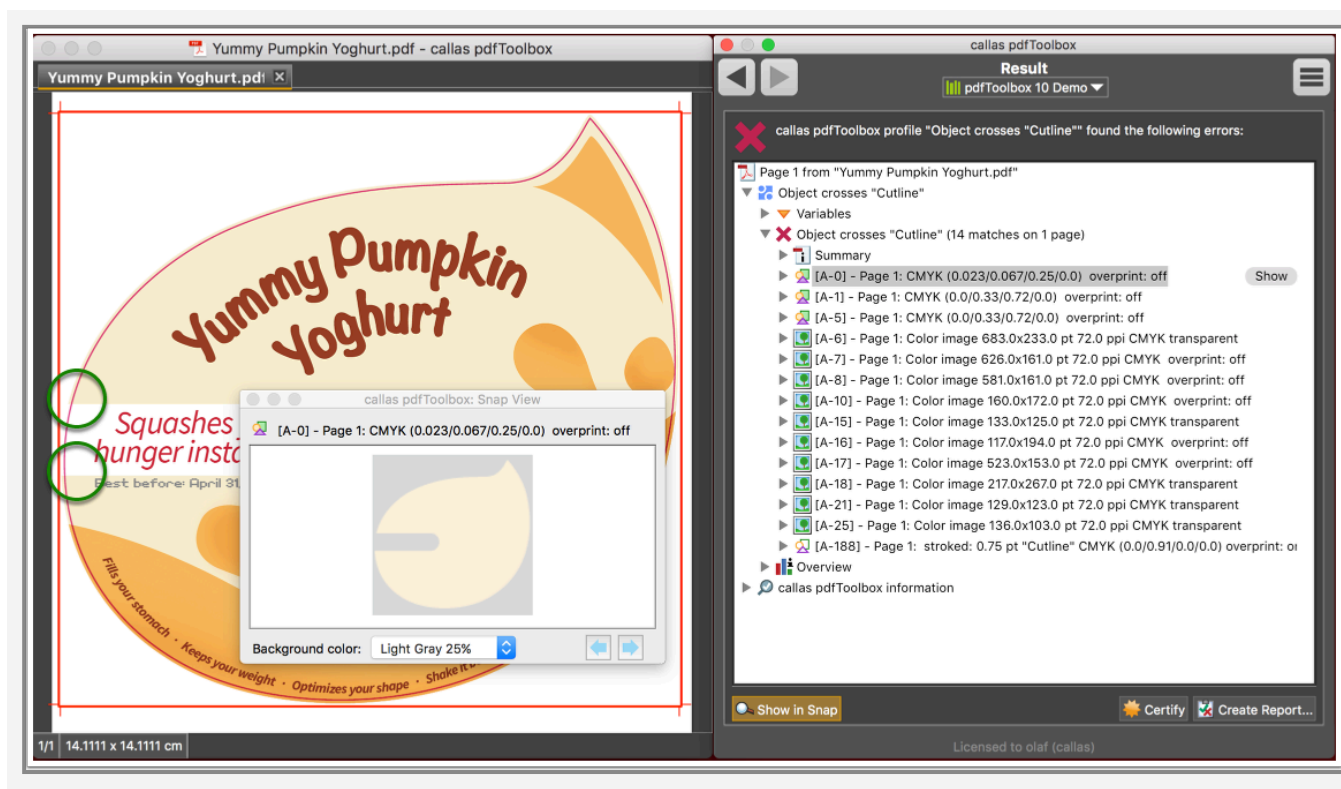 Yummy Pumpkin Yoghurt.pdf - callas pdfToolbox
Yummy Pumpkin Yoghurt.pdf
Yummy Pumpkin
Yoghurt
Squashes
hunger
Best before: April 31
Fills your stomach · Keeps your weight · Optimizes your shape · Shake it
callas pdfToolbox: Snap View
[A-0] - Page 1: CMYK (0.023/0.067/0.25/0.0) overprint: off
Background color: Light Gray 25%
1/1 14.1111 x 14.1111 cm
callas pdfToolbox
Result
pdfToolbox 10 Demo
callas pdfToolbox profile "Object crosses "Cutline"" found the following errors:
Page 1 from "Yummy Pumpkin Yoghurt.pdf"
Object crosses "Cutline"
Variables
Object crosses "Cutline" (14 matches on 1 page)
Summary
[A-0] - Page 1: CMYK (0.023/0.067/0.25/0.0) overprint: off Show
[A-1] - Page 1: CMYK (0.0/0.33/0.72/0.0) overprint: off
[A-5] - Page 1: CMYK (0.0/0.33/0.72/0.0) overprint: off
[A-6] - Page 1: Color image 683.0x233.0 pt 72.0 ppi CMYK transparent
[A-7] - Page 1: Color image 626.0x161.0 pt 72.0 ppi CMYK overprint: off
[A-8] - Page 1: Color image 581.0x161.0 pt 72.0 ppi CMYK overprint: off
[A-10] - Page 1: Color image 160.0x172.0 pt 72.0 ppi CMYK overprint: off
[A-15] - Page 1: Color image 133.0x125.0 pt 72.0 ppi CMYK transparent
[A-16] - Page 1: Color image 117.0x194.0 pt 72.0 ppi CMYK overprint: off
[A-17] - Page 1: Color image 523.0x153.0 pt 72.0 ppi CMYK overprint: off
[A-18] - Page 1: Color image 217.0x267.0 pt 72.0 ppi CMYK transparent
[A-21] - Page 1: Color image 129.0x123.0 pt 72.0 ppi CMYK transparent
[A-25] - Page 1: Color image 136.0x103.0 pt 72.0 ppi CMYK transparent
[A-188] - Page 1: stroked: 0.75 pt "Cutline" CMYK (0.0/0.91/0.0/0.0) overprint:
Overview
callas pdfToolbox information
Show in Snap
Certify
Create Report...
Licensed to olaf (callas)